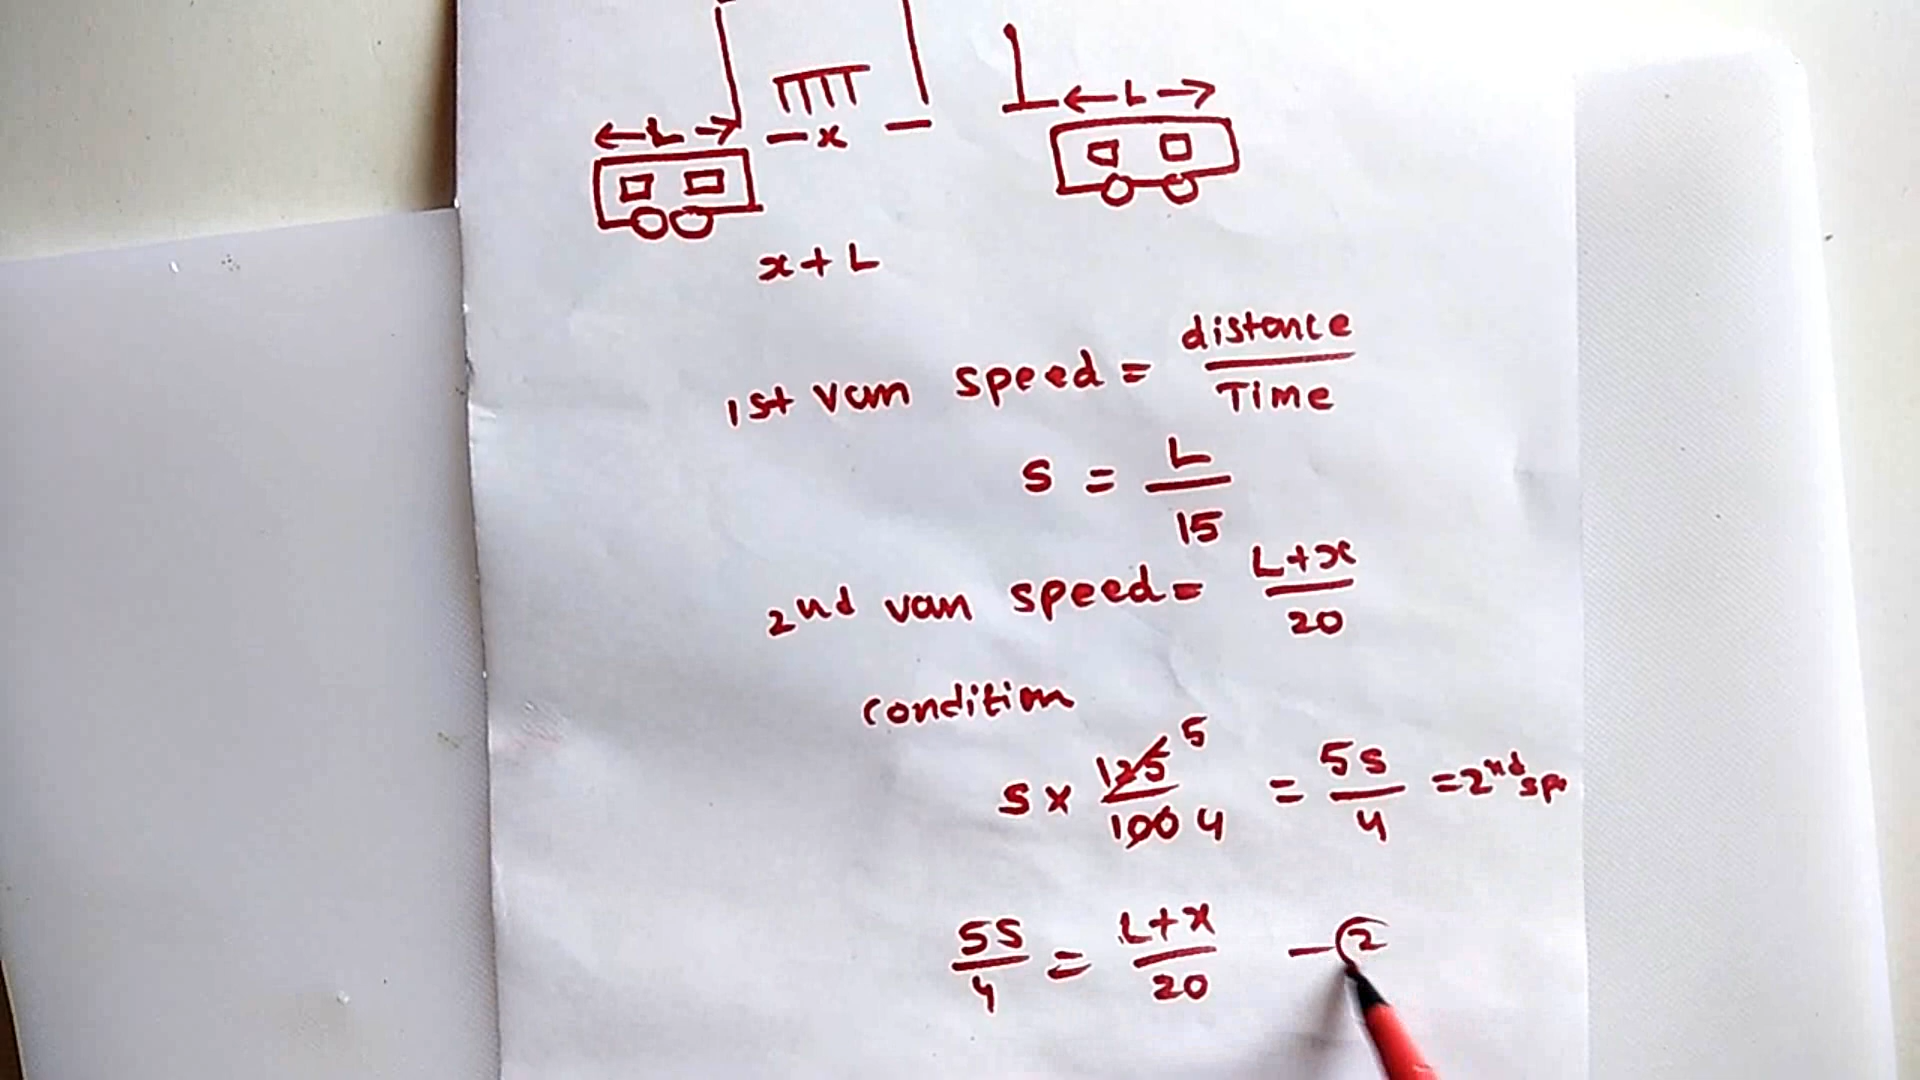 ← L →
← L →
— x —
x + L
1st van speed = distance / Time
s = L / 15
2nd van speed = L + x / 20
condition
s × 125 5 / 100 4 = 5s / 4 = 2nd sp
5s / 4 = L + x / 20 — 2